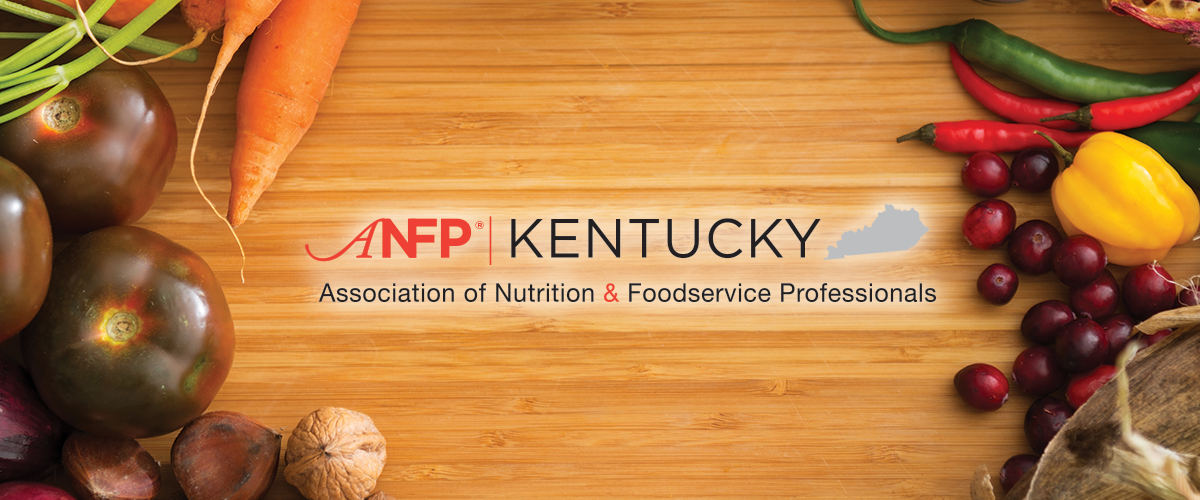 ANFP® | KENTUCKY
Association of Nutrition & Foodservice Professionals